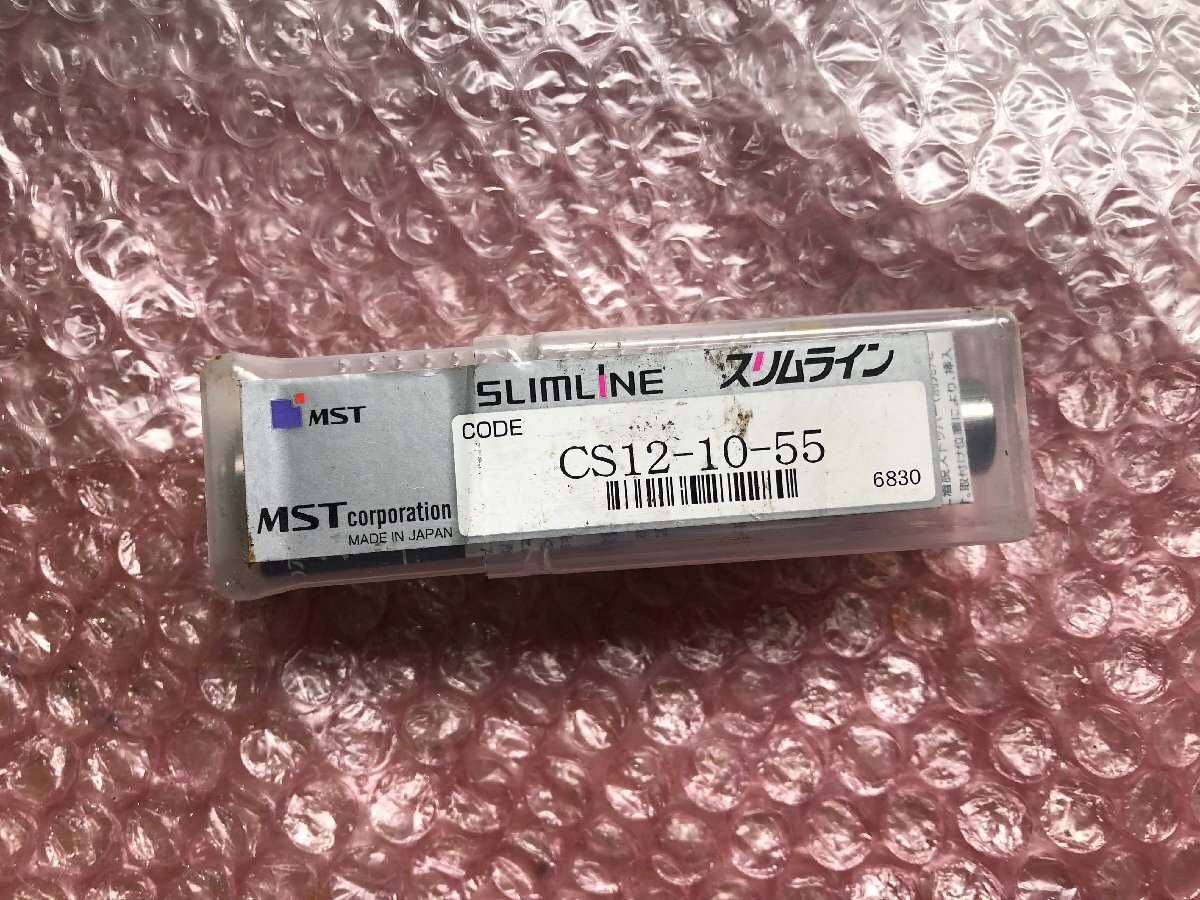 MST
SLIMLINE
スリムライン
CODE
CS12-10-55
6830
MST corporation
MADE IN JAPAN